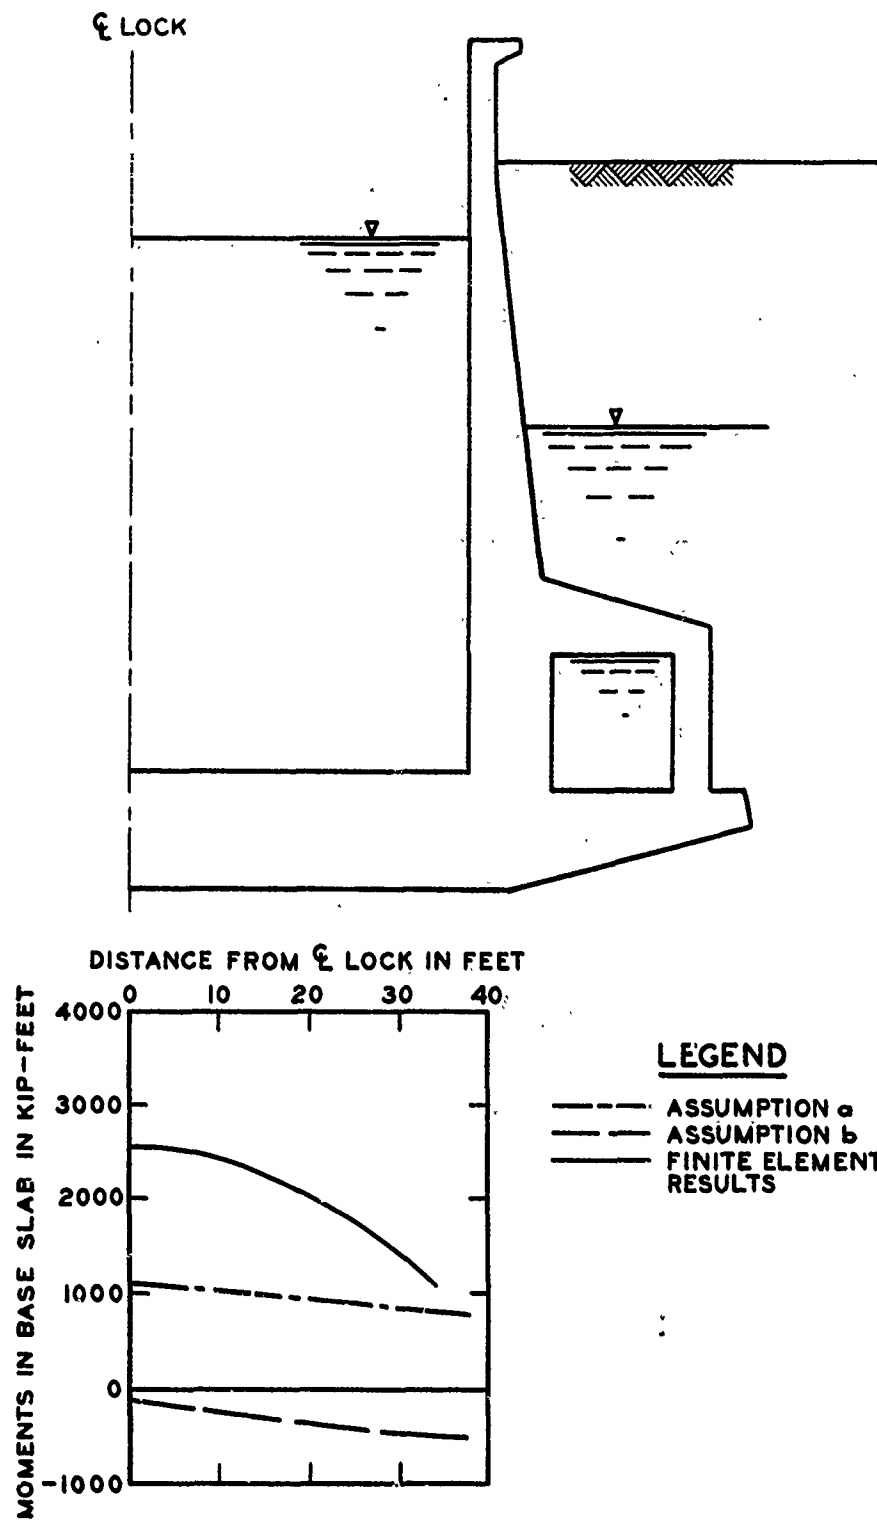 ℄ LOCK
DISTANCE FROM ℄ LOCK IN FEET
0 10 20 30 40
MOMENTS IN BASE SLAB IN KIP-FEET
4000
3000
2000
1000
0
-1000
LEGEND
ASSUMPTION a
ASSUMPTION b
FINITE ELEMENT
RESULTS